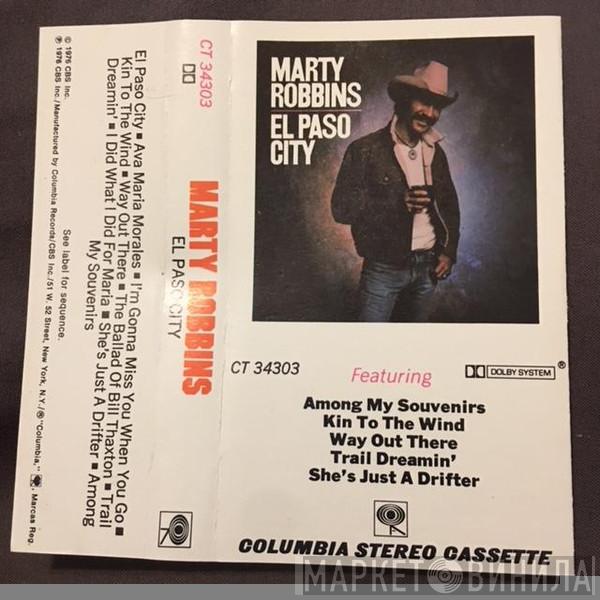 © 1976 CBS Inc.
℗ 1976 CBS Inc./Manufactured by Columbia Records/CBS Inc./51 W. 52 Street, New York, N.Y./® "Columbia," Marcas Reg.
See label for sequence.
El Paso City ■ Ava Maria Morales ■ I'm Gonna Miss You When You Go ■
Kin To The Wind ■ Way Out There ■ The Ballad Of Bill Thaxton ■ Trail
Dreamin' ■ I Did What I Did For Maria ■ She's Just A Drifter ■ Among
My Souvenirs
CT 34303
MARTY ROBBINS
EL PASO CITY
MARTY
ROBBINS
EL PASO
CITY
CT 34303
Featuring
DOLBY SYSTEM ®
Among My Souvenirs
Kin To The Wind
Way Out There
Trail Dreamin'
She's Just A Drifter
COLUMBIA STEREO CASSETTE
МАРКЕТ ВИНИЛА